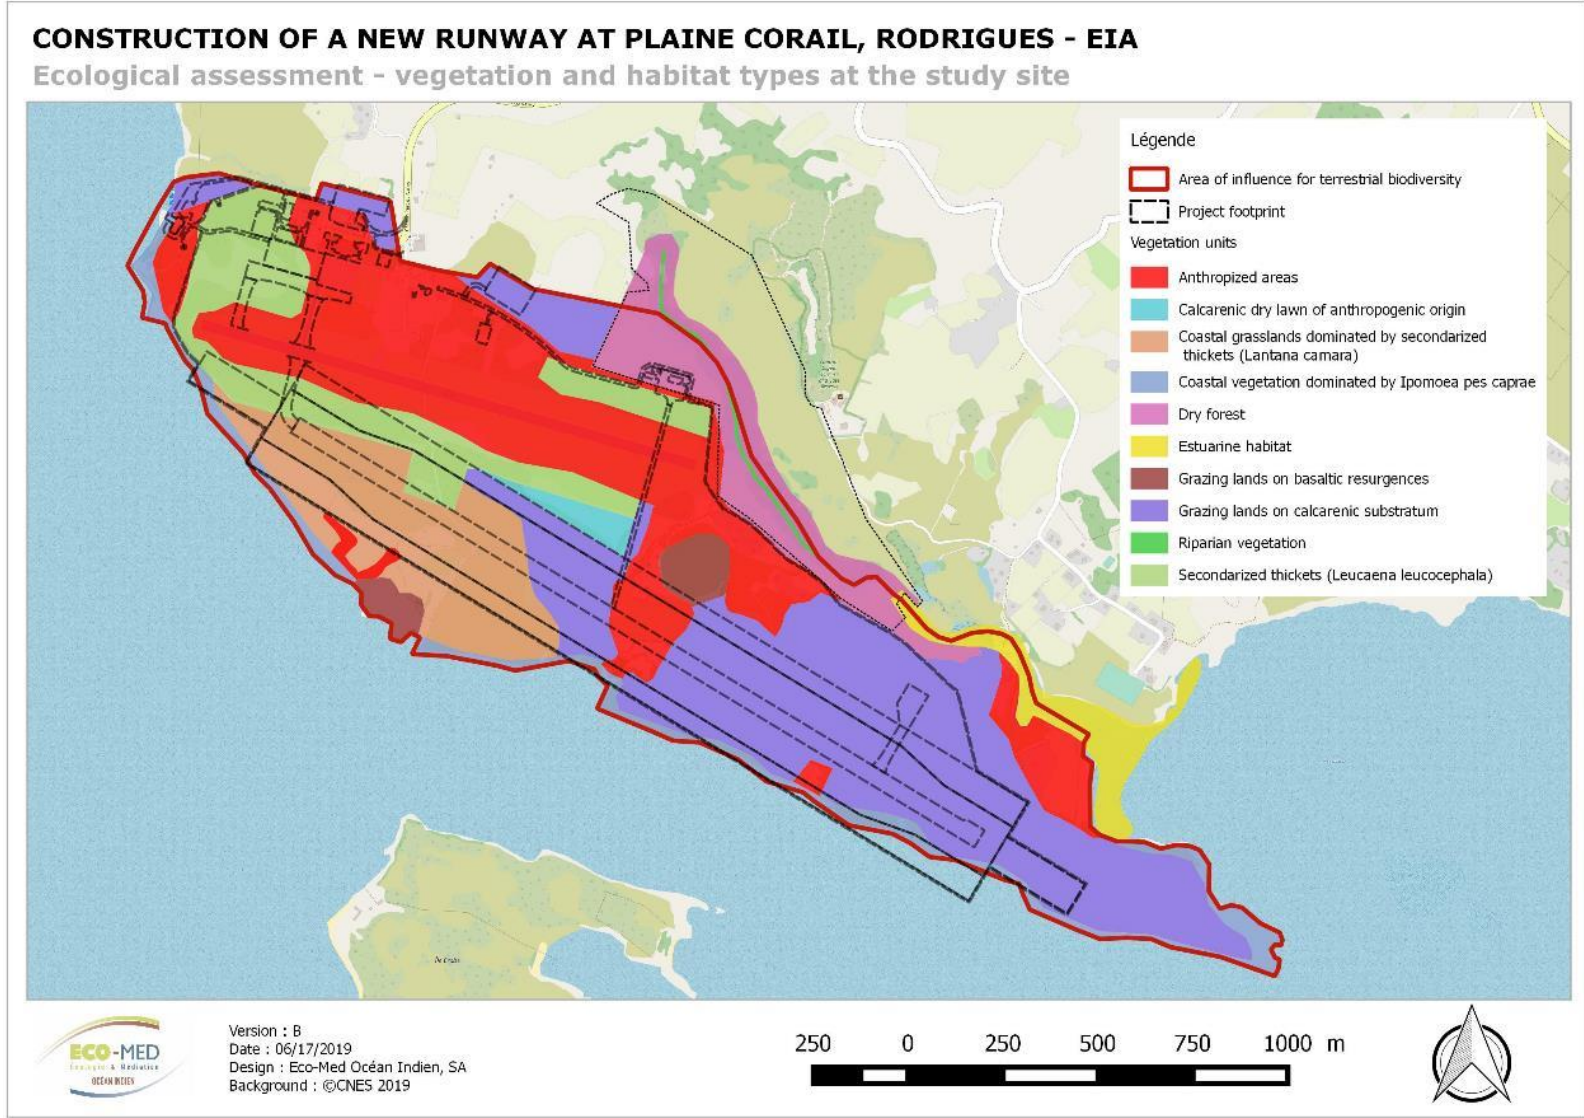 CONSTRUCTION OF A NEW RUNWAY AT PLAINE CORAIL, RODRIGUES - EIA
Ecological assessment - vegetation and habitat types at the study site
Légende
Area of influence for terrestrial biodiversity
Project footprint
Vegetation units
Anthropized areas
Calcarenic dry lawn of anthropogenic origin
Coastal grasslands dominated by secondarized
thickets (Lantana camara)
Coastal vegetation dominated by Ipomoea pes caprae
Dry forest
Estuarine habitat
Grazing lands on basaltic resurgences
Grazing lands on calcarenic substratum
Riparian vegetation
Secondarized thickets (Leucaena leucocephala)
ECO-MED
OCÉAN INDIEN
Version : B
Date : 06/17/2019
Design : Eco-Med Océan Indien, SA
Background : ©CNES 2019
250 0 250 500 750 1000 m